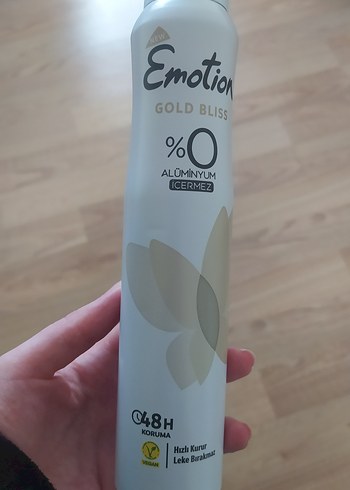 Emotion
GOLD BLISS
%0
ALÜMİNYUM
İÇERMEZ
48H
KORUMA
V
VEGAN
Hızlı Kurur
Leke Bırakmaz